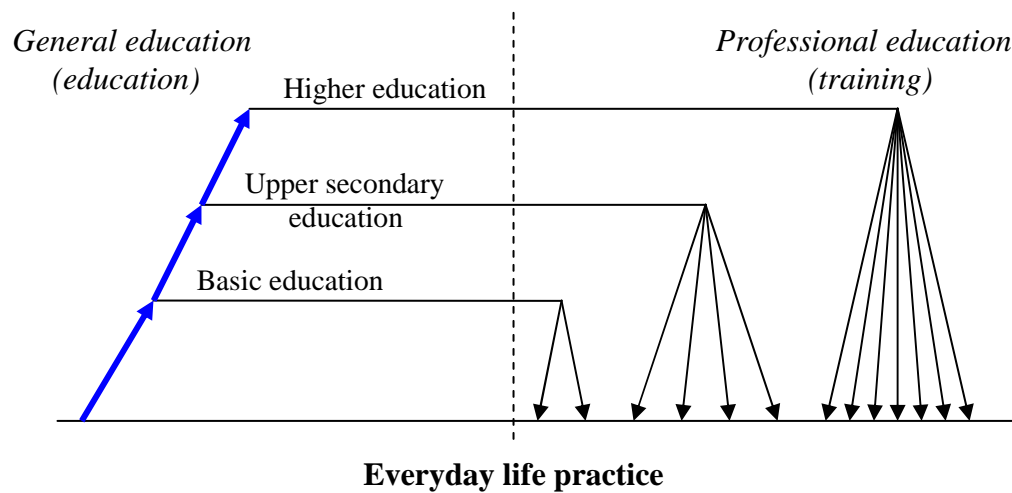 General education
(education)
Professional education
(training)
Higher education
Upper secondary
education
Basic education
Everyday life practice